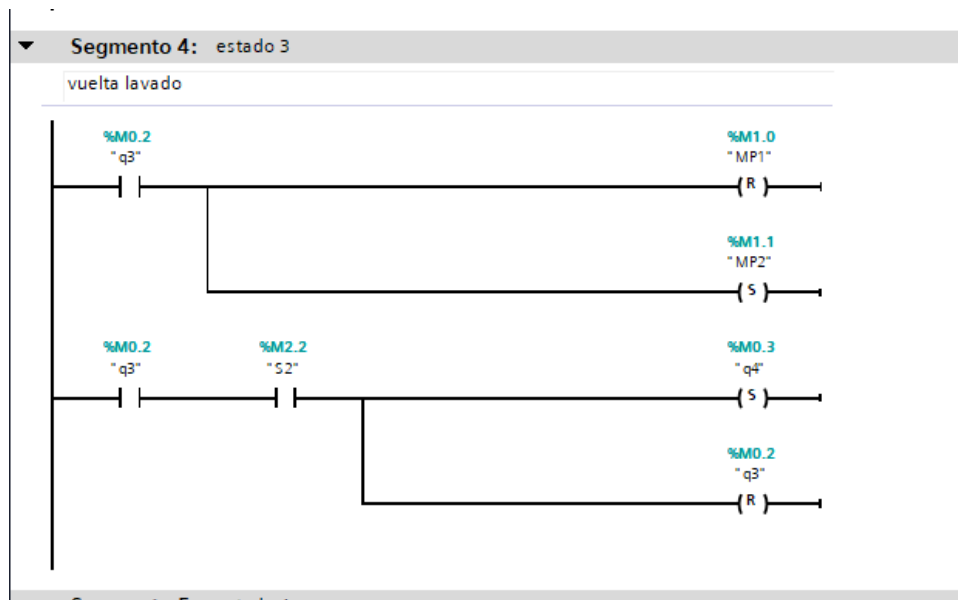 Segmento 4: estado 3
vuelta lavado
%M0.2 %M1.0
"q3" "MP1"
R
%M1.1
"MP2"
S
%M0.2 %M2.2 %M0.3
"q3" "S2" "q4"
S
%M0.2
"q3"
R